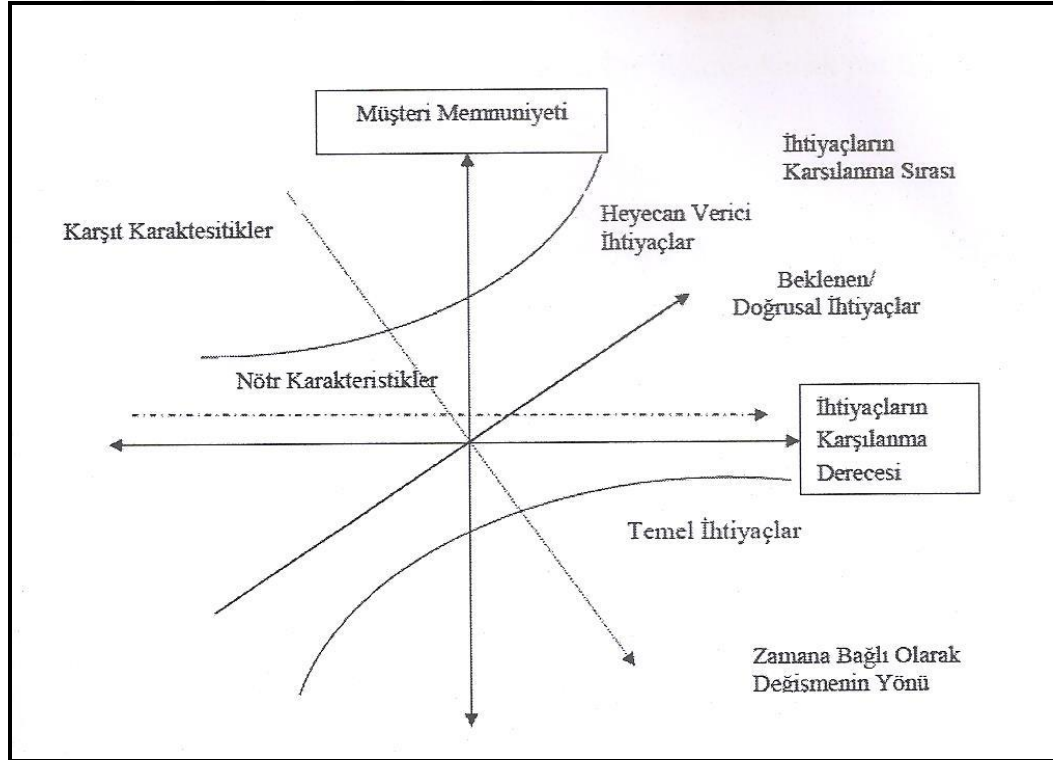 Müşteri Memnuniyeti
İhtiyaçların
Karşılanma Sırası
Heyecan Verici
İhtiyaçlar
Karşıt Karaktesitikler
Beklenen/
Doğrusal İhtiyaçlar
Nötr Karakteristikler
İhtiyaçların
Karşılanma
Derecesi
Temel İhtiyaçlar
Zamana Bağlı Olarak
Değişmenin Yönü